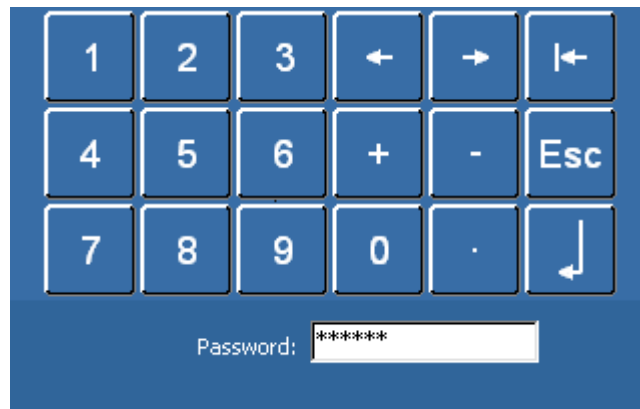 1 2 3 ← → |←
4 5 6 + - Esc
7 8 9 0 . ↵
Password: ******